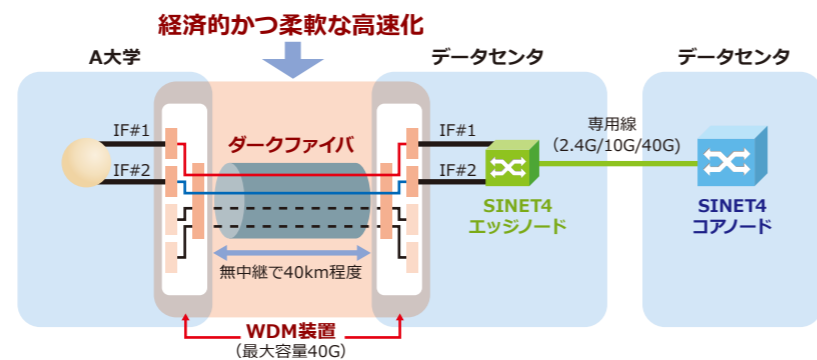 経済的かつ柔軟な高速化
A大学
データセンタ
データセンタ
IF#1
IF#2
ダークファイバ
IF#1
IF#2
専用線
（2.4G/10G/40G）
SINET4
エッジノード
SINET4
コアノード
無中継で40km程度
WDM装置
（最大容量40G）